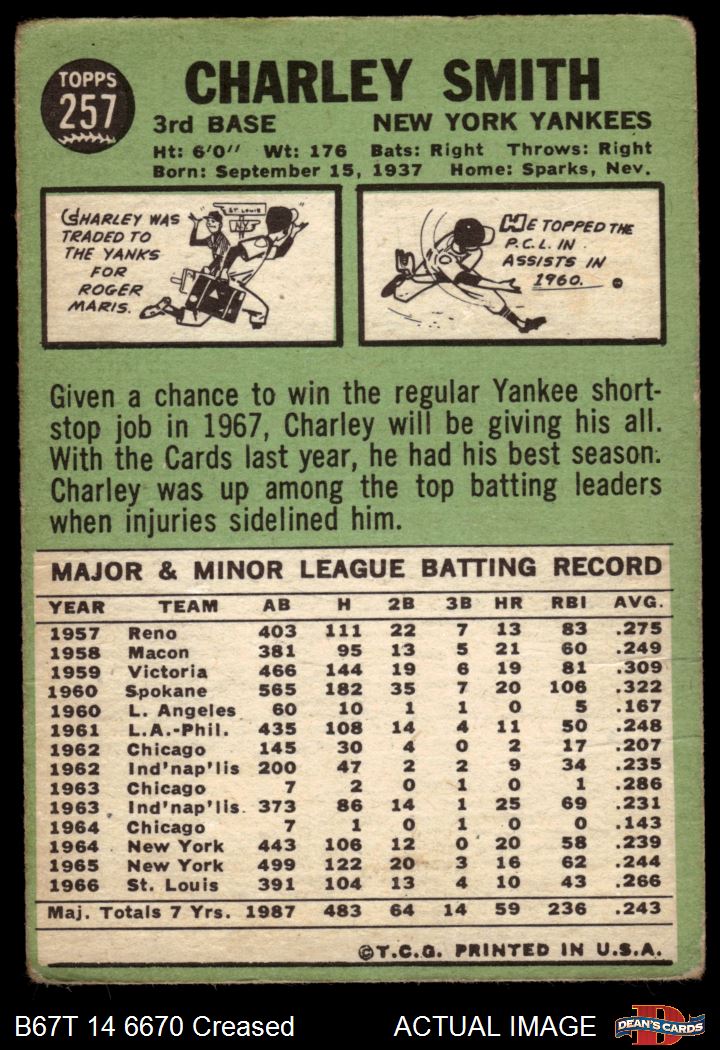 TOPPS
257
CHARLEY SMITH
3rd BASE NEW YORK YANKEES
Ht: 6'0" Wt: 176 Bats: Right Throws: Right
Born: September 15, 1937 Home: Sparks, Nev.
CHARLEY WAS
TRADED TO
THE YANKS
FOR
ROGER
MARIS.
ST. LOUIS
N.Y.
HE TOPPED THE
P.C.L. IN
ASSISTS IN
1960.
Given a chance to win the regular Yankee short-
stop job in 1967, Charley will be giving his all.
With the Cards last year, he had his best season.
Charley was up among the top batting leaders
when injuries sidelined him.
MAJOR & MINOR LEAGUE BATTING RECORD
YEAR TEAM AB H 2B 3B HR RBI AVG.
1957 Reno 403 111 22 7 13 83 .275
1958 Macon 381 95 13 5 21 60 .249
1959 Victoria 466 144 19 6 19 81 .309
1960 Spokane 565 182 35 7 20 106 .322
1960 L. Angeles 60 10 1 1 0 5 .167
1961 L.A.-Phil. 435 108 14 4 11 50 .248
1962 Chicago 145 30 4 0 2 17 .207
1962 Ind'nap'lis 200 47 2 2 9 34 .235
1963 Chicago 7 2 0 1 0 1 .286
1963 Ind'nap'lis. 373 86 14 1 25 69 .231
1964 Chicago 7 1 0 1 0 0 .143
1964 New York 443 106 12 0 20 58 .239
1965 New York 499 122 20 3 16 62 .244
1966 St. Louis 391 104 13 4 10 43 .266
Maj. Totals 7 Yrs. 1987 483 64 14 59 236 .243
©T.C.G. PRINTED IN U.S.A.
B67T 14 6670 Creased ACTUAL IMAGE
DEAN'S CARDS